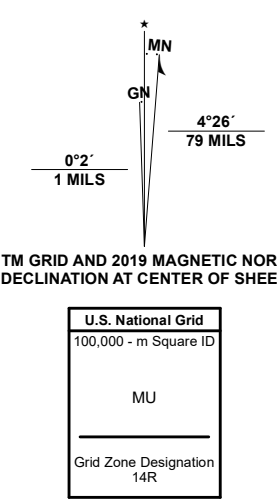 ★
MN
GN
4°26´
79 MILS
0°2´
1 MILS
TM GRID AND 2019 MAGNETIC NOR
DECLINATION AT CENTER OF SHEE
U.S. National Grid
100,000 - m Square ID
MU
Grid Zone Designation
14R